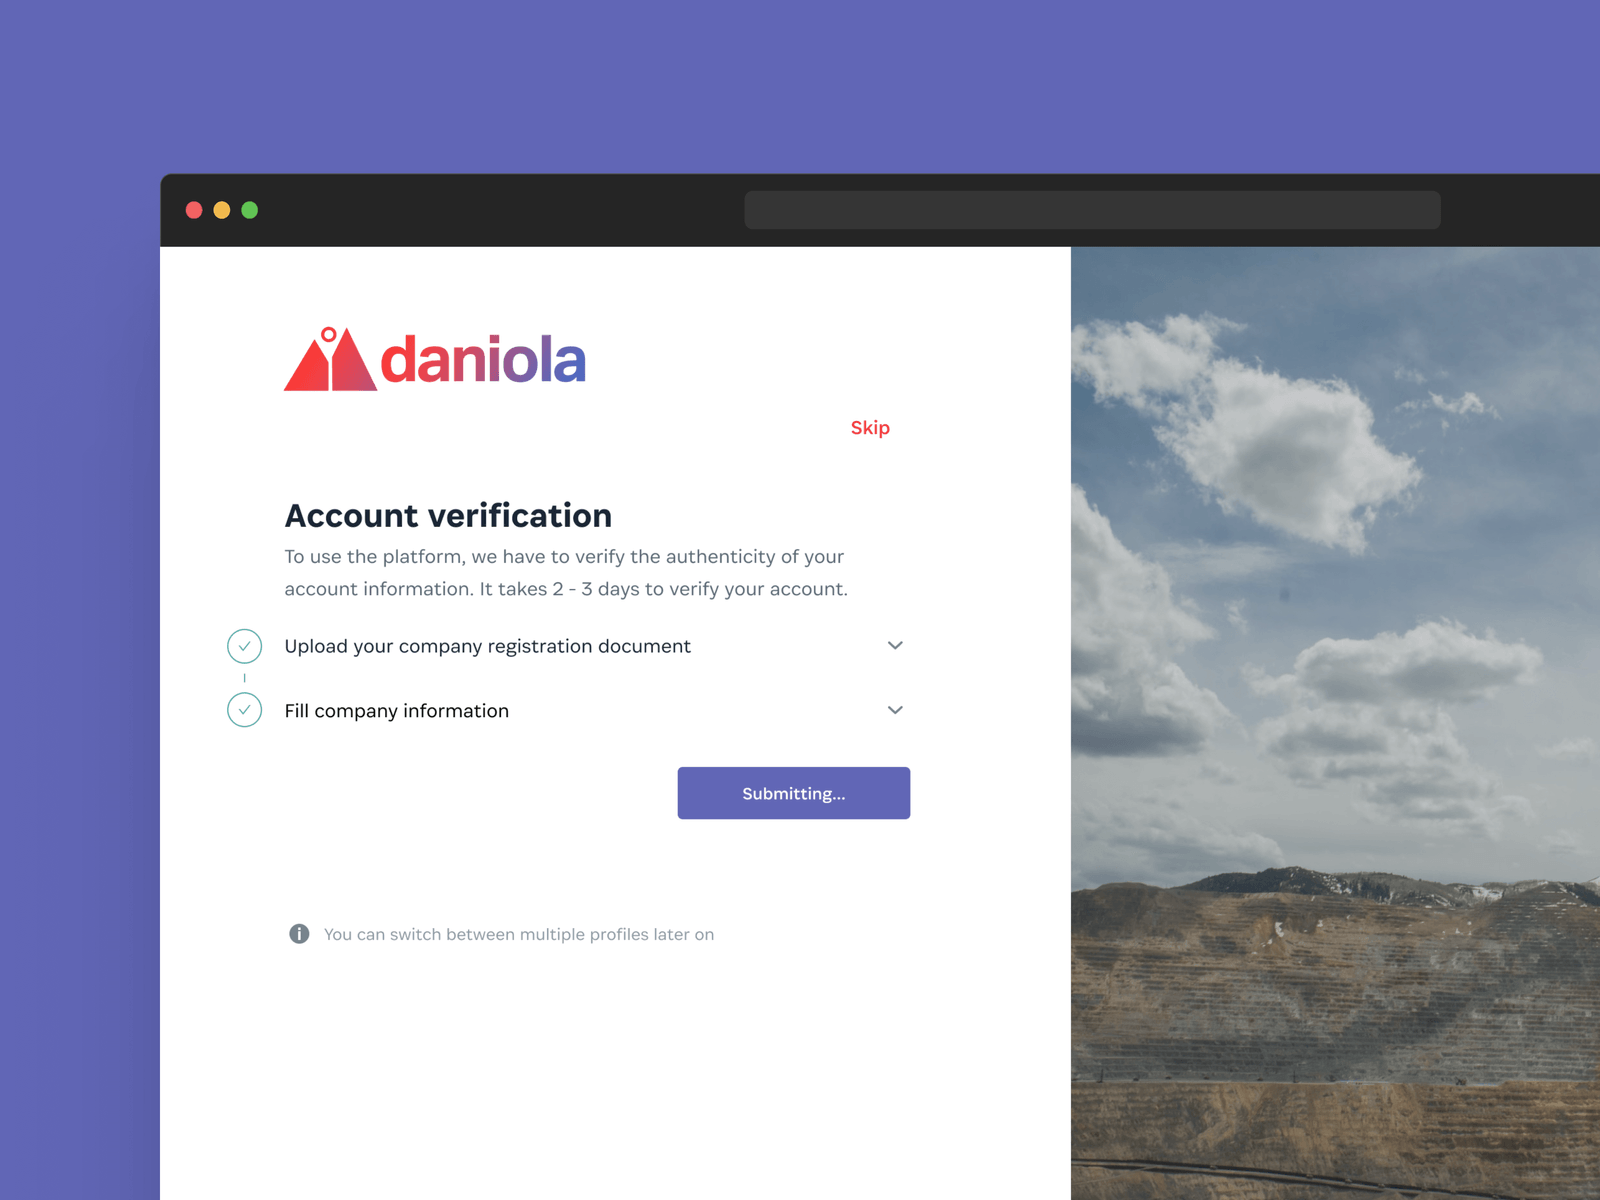 daniola
Skip
Account verification
To use the platform, we have to verify the authenticity of your
account information. It takes 2 - 3 days to verify your account.
Upload your company registration document
Fill company information
Submitting...
You can switch between multiple profiles later on